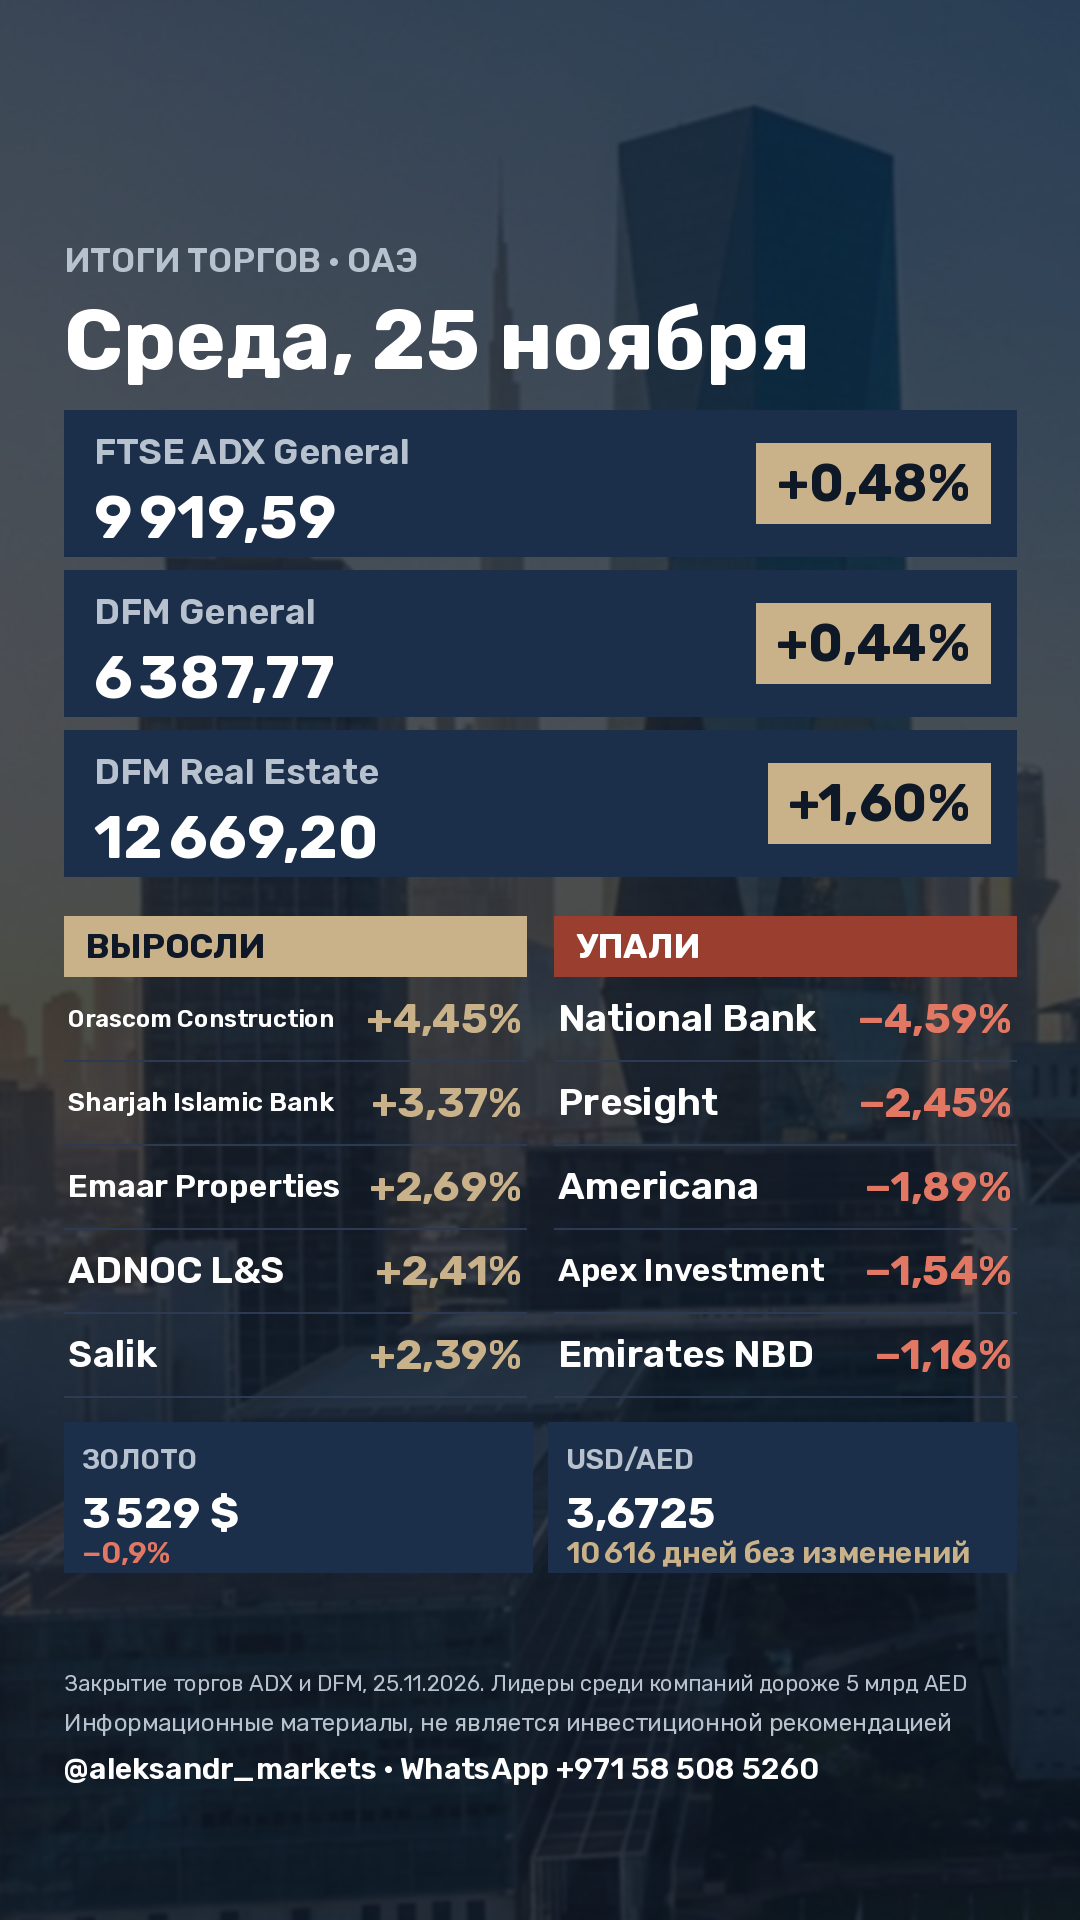 ИТОГИ ТОРГОВ • ОАЭ
Среда, 25 ноября
FTSE ADX General
9 919,59
+0,48%
DFM General
6 387,77
+0,44%
DFM Real Estate
12 669,20
+1,60%
ВЫРОСЛИ
Orascom Construction +4,45%
Sharjah Islamic Bank +3,37%
Emaar Properties +2,69%
ADNOC L&S +2,41%
Salik +2,39%
УПАЛИ
National Bank −4,59%
Presight −2,45%
Americana −1,89%
Apex Investment −1,54%
Emirates NBD −1,16%
ЗОЛОТО
3 529 $
−0,9%
USD/AED
3,6725
10 616 дней без изменений
Закрытие торгов ADX и DFM, 25.11.2026. Лидеры среди компаний дороже 5 млрд AED
Информационные материалы, не является инвестиционной рекомендацией
@aleksandr_markets • WhatsApp +971 58 508 5260